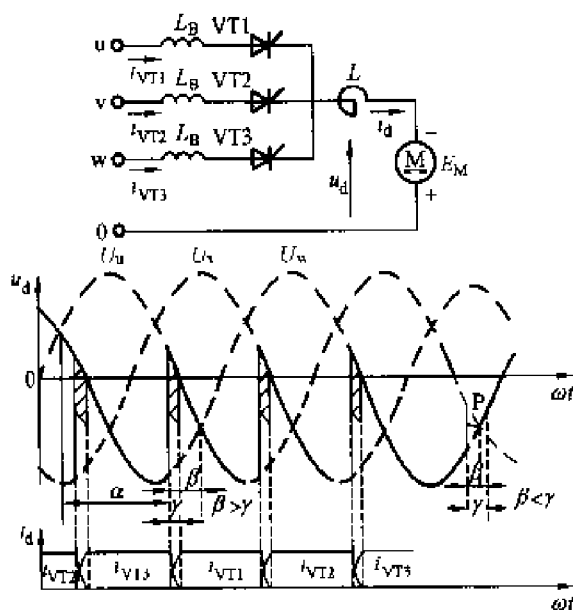 L_B VT1
u
i_VT1 L_B VT2 L
v
i_VT2 L_B VT3 i_d
w
i_VT3 u_d M E_M
0
u_d U_u U_v U_w
0 P ωt
α β β
γ β>γ γ β<γ
i_d
i_VT2 i_VT3 i_VT1 i_VT2 i_VT3
ωt